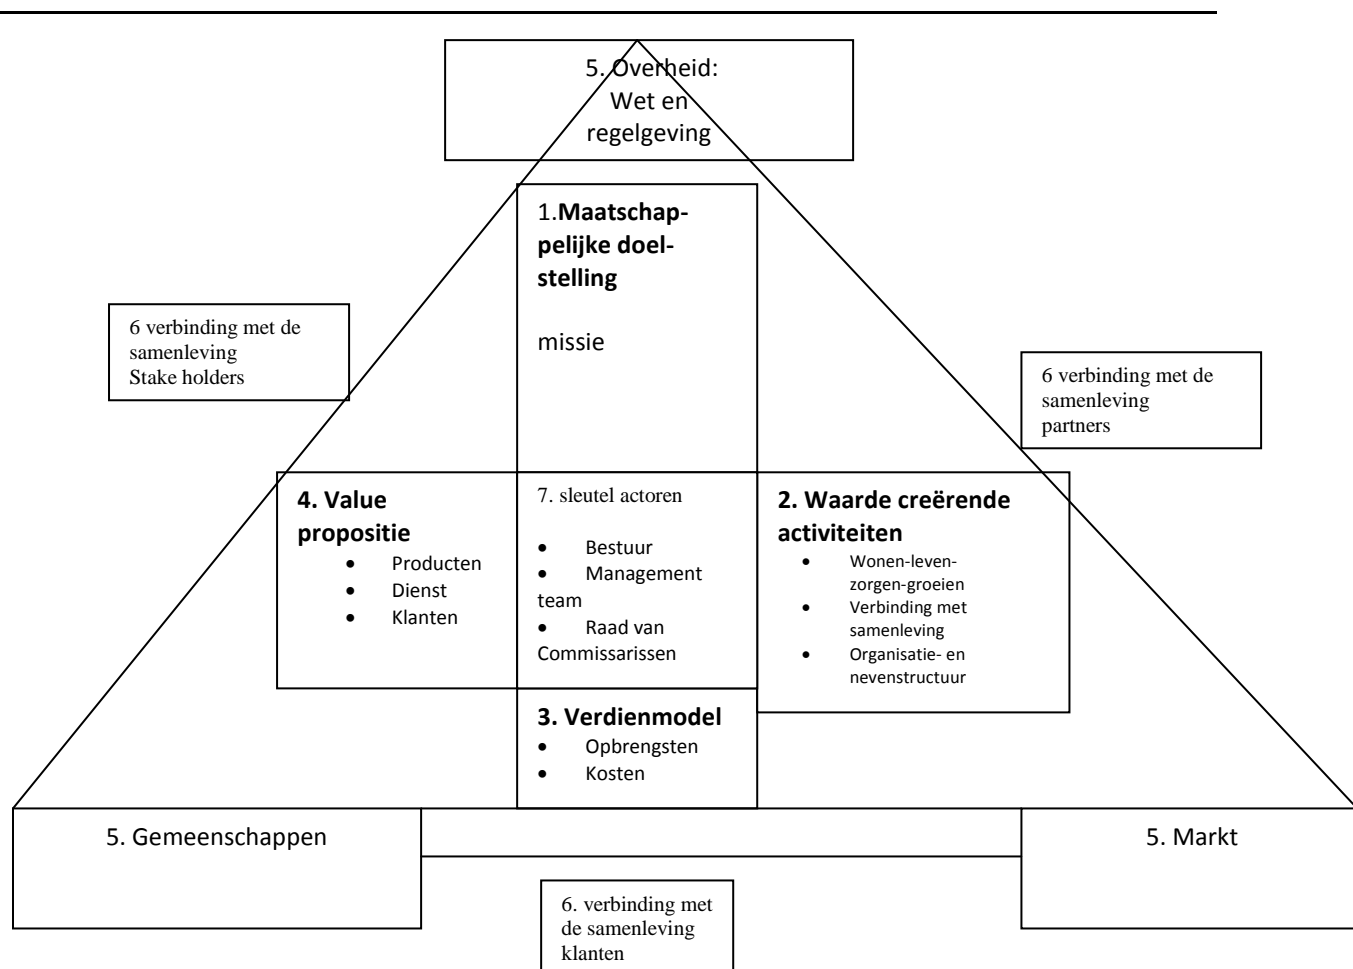 5. Overheid:
Wet en
regelgeving
1.Maatschap-
pelijke doel-
stelling
missie
6 verbinding met de
samenleving
Stake holders
6 verbinding met de
samenleving
partners
4. Value
propositie
• Producten
• Dienst
• Klanten
7. sleutel actoren
• Bestuur
• Management
team
• Raad van
Commissarissen
2. Waarde creërende
activiteiten
• Wonen-leven-
zorgen-groeien
• Verbinding met
samenleving
• Organisatie- en
nevenstructuur
3. Verdienmodel
• Opbrengsten
• Kosten
5. Gemeenschappen
5. Markt
6. verbinding met
de samenleving
klanten